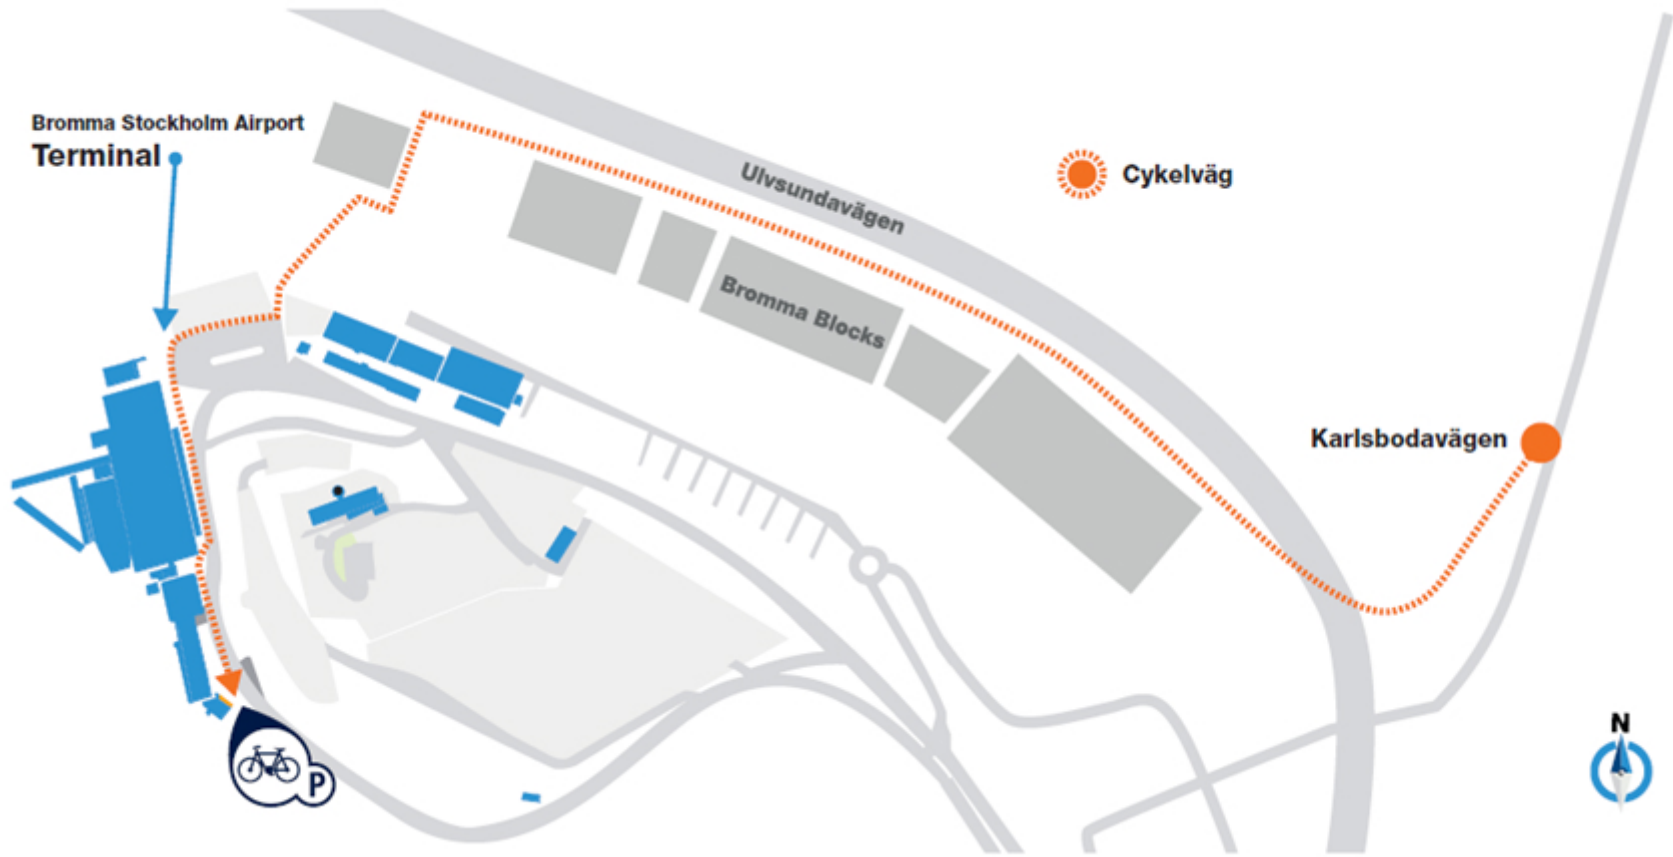 Bromma Stockholm Airport
Terminal
Ulvsundavägen
Cykelväg
Bromma Blocks
Karlsbodavägen
N
P